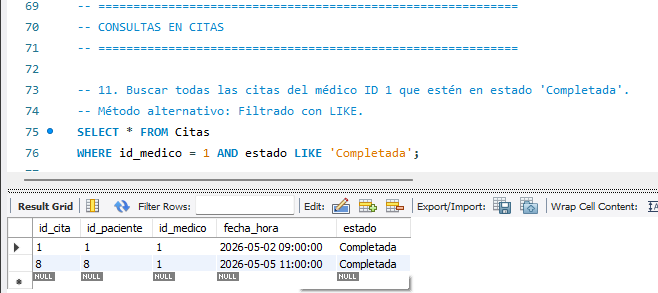 69 -- ============================================================
70 -- CONSULTAS EN CITAS
71 -- ============================================================
72
73 -- 11. Buscar todas las citas del médico ID 1 que estén en estado 'Completada'.
74 -- Método alternativo: Filtrado con LIKE.
75 SELECT * FROM Citas
76 WHERE id_medico = 1 AND estado LIKE 'Completada';
Result Grid Filter Rows: Edit: Export/Import: Wrap Cell Content:
id_cita id_paciente id_medico fecha_hora estado
1 1 1 2026-05-02 09:00:00 Completada
8 8 1 2026-05-05 11:00:00 Completada
NULL NULL NULL NULL NULL